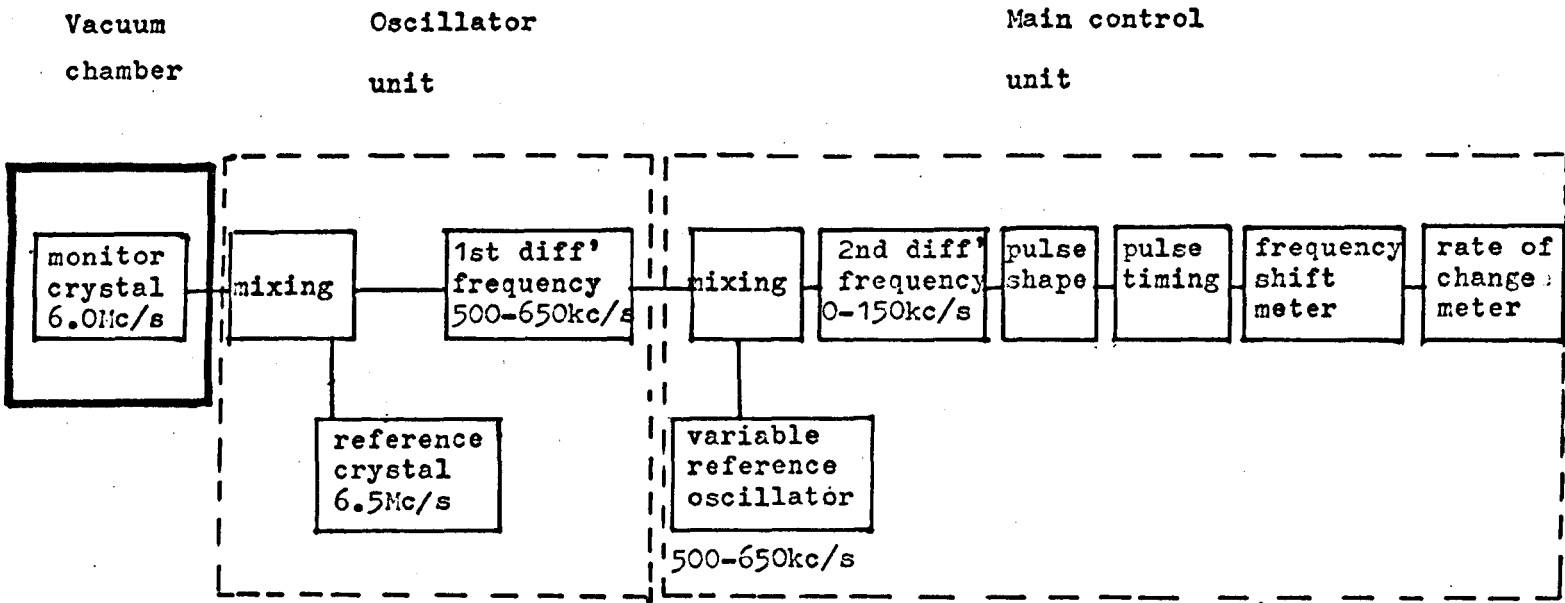 Vacuum
chamber
Oscillator
unit
Main control
unit
monitor
crystal
6.0Mc/s
mixing
1st diff'
frequency
500-650kc/s
mixing
2nd diff'
frequency
0-150kc/s
pulse
shape
pulse
timing
frequency
shift
meter
rate of
change
meter
reference
crystal
6.5Mc/s
variable
reference
oscillator
500-650kc/s